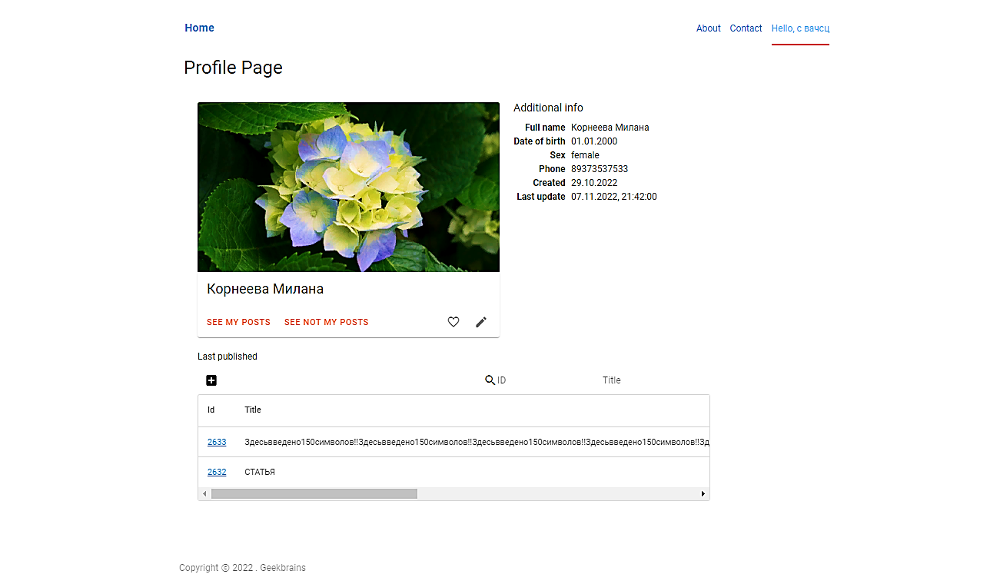 Home
About Contact Hello, с вачсц
Profile Page
Additional info
Full name Корнеева Милана
Date of birth 01.01.2000
Sex female
Phone 89373537533
Created 29.10.2022
Last update 07.11.2022, 21:42:00
Корнеева Милана
SEE MY POSTS SEE NOT MY POSTS
Last published
ID Title
Id Title
2633 Здесьвведено150символов!!Здесьвведено150символов!!Здесьвведено150символов!!Здесьвведено150символов!!Зд
2632 СТАТЬЯ
Copyright © 2022 . Geekbrains